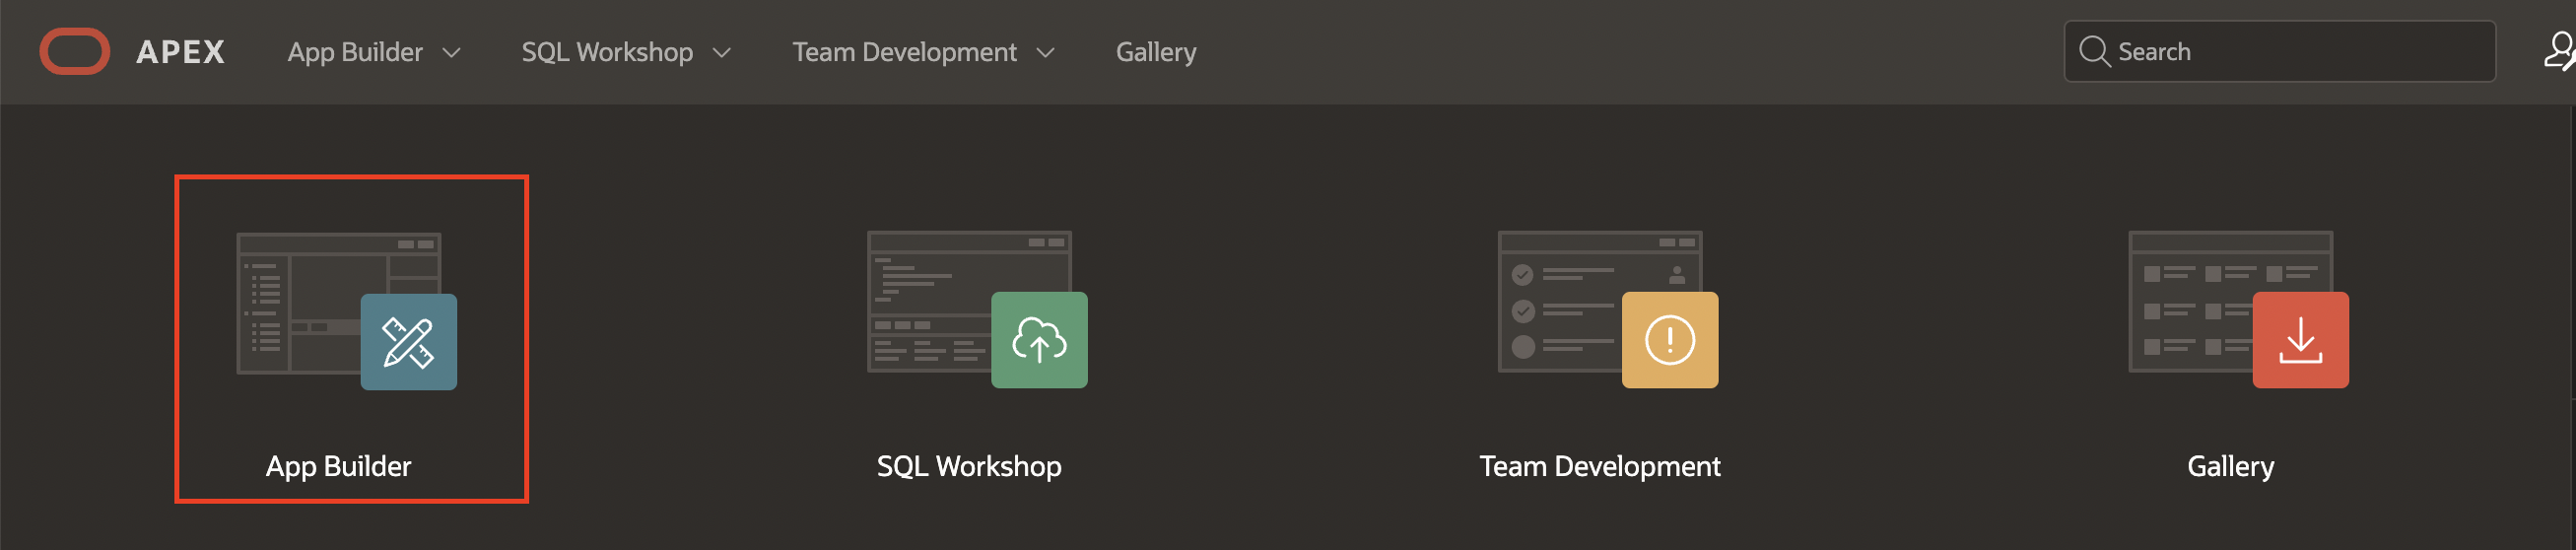 APEX App Builder SQL Workshop Team Development Gallery Search
App Builder SQL Workshop Team Development Gallery